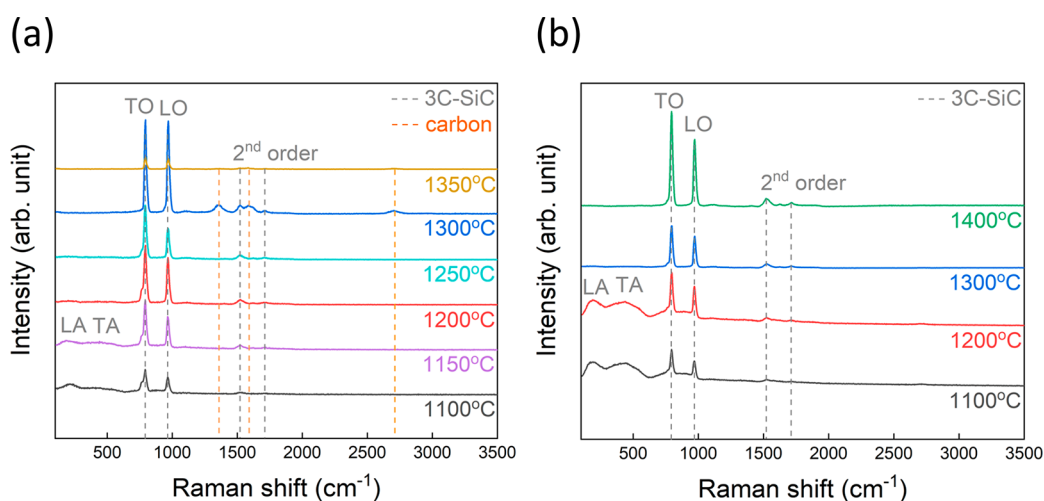 (a)
TO LO
3C-SiC
carbon
2nd order
1350°C
1300°C
1250°C
1200°C
LA TA
1150°C
1100°C
500 1000 1500 2000 2500 3000 3500
Raman shift (cm-1)
Intensity (arb. unit)
(b)
TO
LO
3C-SiC
2nd order
1400°C
1300°C
LA TA
1200°C
1100°C
500 1000 1500 2000 2500 3000 3500
Raman shift (cm-1)
Intensity (arb. unit)